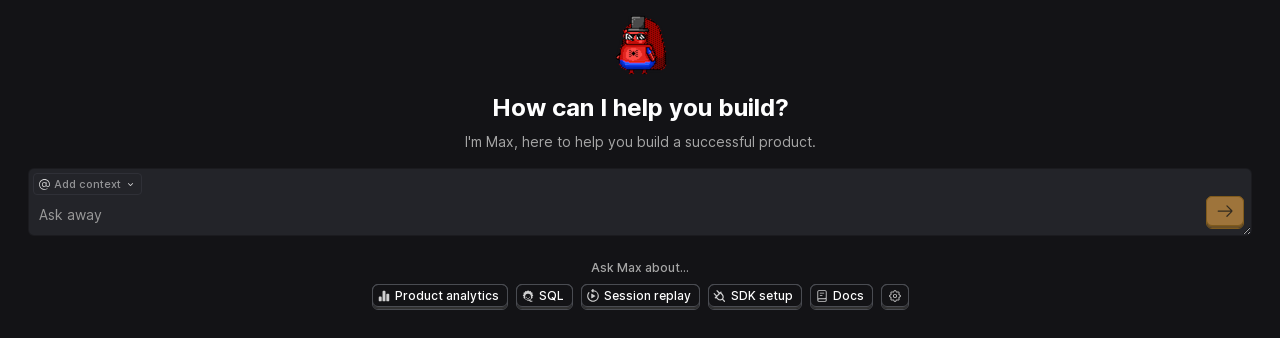 How can I help you build?
I'm Max, here to help you build a successful product.
@ Add context
Ask away
Ask Max about...
Product analytics SQL Session replay SDK setup Docs